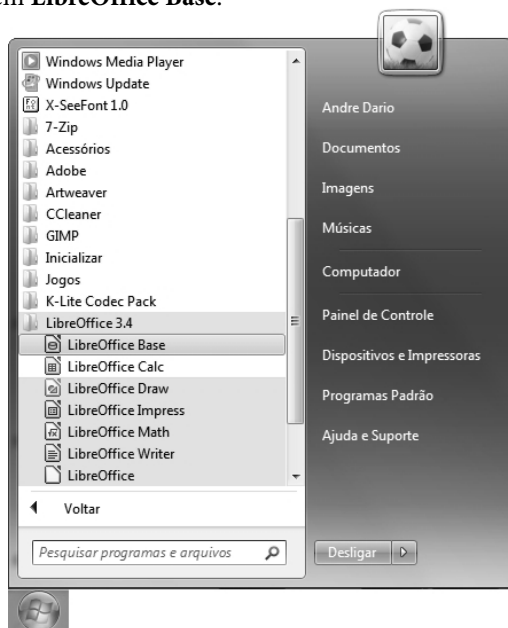 em LibreOffice Base.
Windows Media Player
Windows Update
X-SeeFont 1.0
7-Zip
Acessórios
Adobe
Artweaver
CCleaner
GIMP
Inicializar
Jogos
K-Lite Codec Pack
LibreOffice 3.4
LibreOffice Base
LibreOffice Calc
LibreOffice Draw
LibreOffice Impress
LibreOffice Math
LibreOffice Writer
LibreOffice
Voltar
Pesquisar programas e arquivos
Andre Dario
Documentos
Imagens
Músicas
Computador
Painel de Controle
Dispositivos e Impressoras
Programas Padrão
Ajuda e Suporte
Desligar